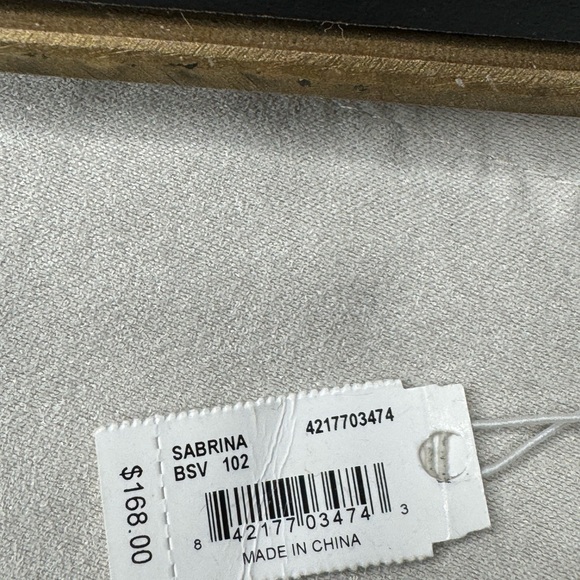 SABRINA 4217703474
BSV 102
8 42177 03474 3
MADE IN CHINA
$168.00